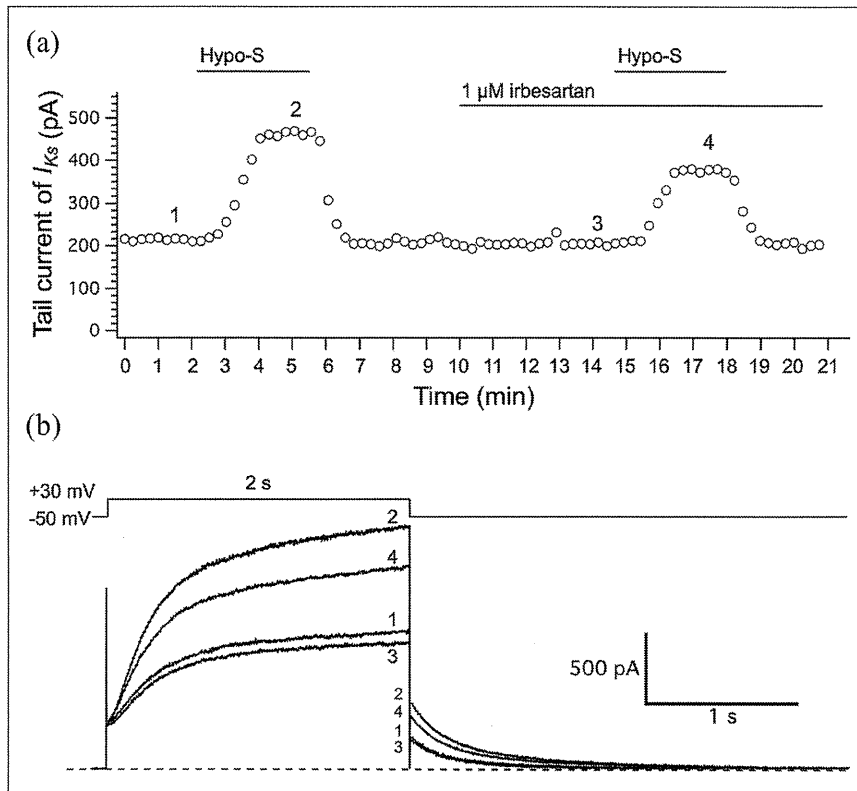 (a)
Hypo-S
Hypo-S
1 µM irbesartan
Tail current of I_Ks (pA)
500
400
300
200
100
0
1
2
3
4
0 1 2 3 4 5 6 7 8 9 10 11 12 13 14 15 16 17 18 19 20 21
Time (min)
(b)
+30 mV
-50 mV
2 s
2
4
1
3
2
4
1
3
500 pA
1 s